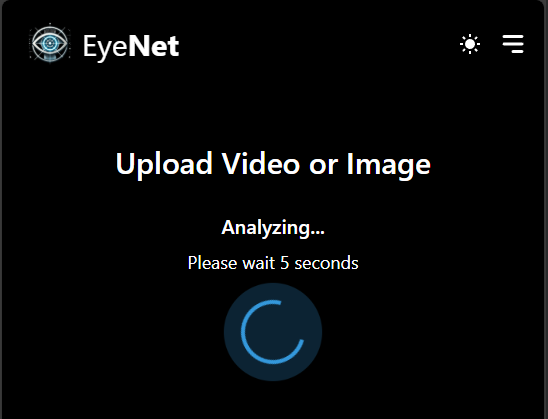 EyeNet
Upload Video or Image
Analyzing...
Please wait 5 seconds